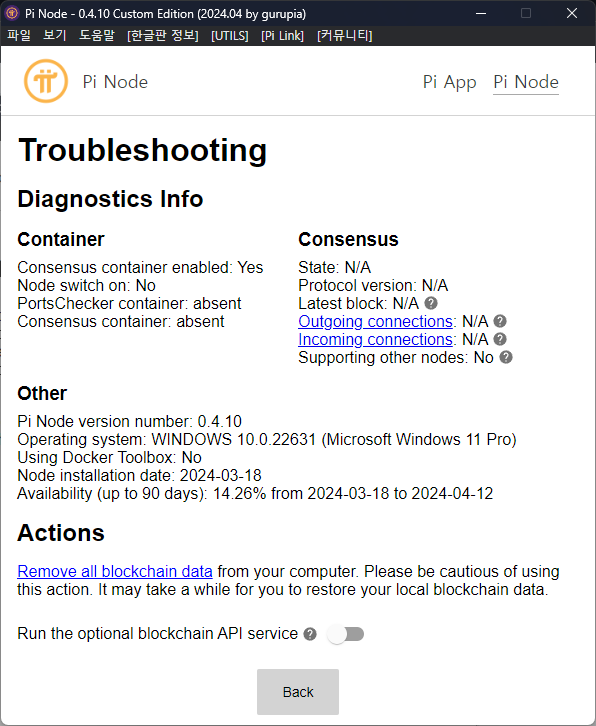 Pi Node - 0.4.10 Custom Edition (2024.04 by gurupia)
파일 보기 도움말 [한글판 정보] [UTILS] [Pi Link] [커뮤니티]
Pi Node
Pi App Pi Node
Troubleshooting
Diagnostics Info
Container
Consensus container enabled: Yes
Node switch on: No
PortsChecker container: absent
Consensus container: absent
Consensus
State: N/A
Protocol version: N/A
Latest block: N/A ?
Outgoing connections: N/A ?
Incoming connections: N/A ?
Supporting other nodes: No ?
Other
Pi Node version number: 0.4.10
Operating system: WINDOWS 10.0.22631 (Microsoft Windows 11 Pro)
Using Docker Toolbox: No
Node installation date: 2024-03-18
Availability (up to 90 days): 14.26% from 2024-03-18 to 2024-04-12
Actions
Remove all blockchain data from your computer. Please be cautious of using
this action. It may take a while for you to restore your local blockchain data.
Run the optional blockchain API service ?
Back